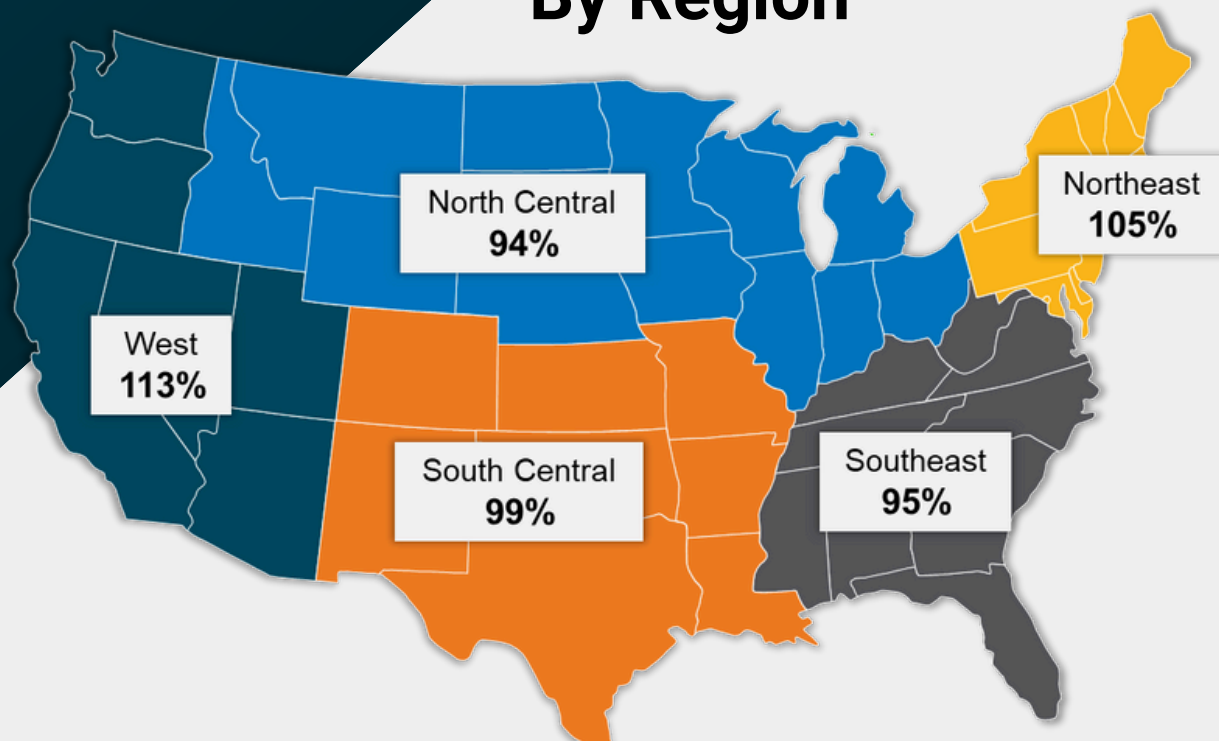 By Region
North Central
94%
Northeast
105%
West
113%
South Central
99%
Southeast
95%